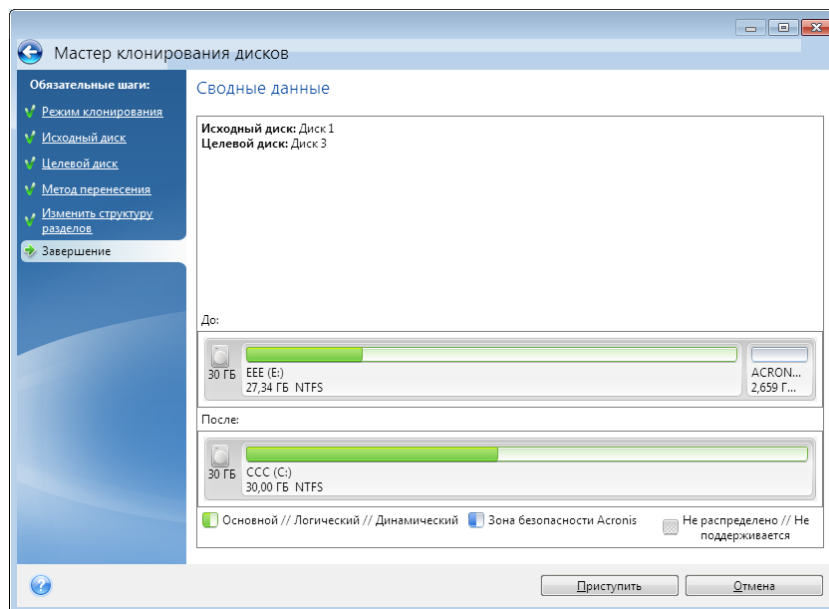 Мастер клонирования дисков
Обязательные шаги:
Режим клонирования
Исходный диск
Целевой диск
Метод перенесения
Изменить структуру
разделов
Завершение
Сводные данные
Исходный диск: Диск 1
Целевой диск: Диск 3
До:
30 ГБ
EEE (E:)
27,34 ГБ NTFS
ACRON...
2,659 Г...
После:
30 ГБ
CCC (C:)
30,00 ГБ NTFS
Основной // Логический // Динамический
Зона безопасности Acronis
Не распределено // Не
поддерживается
Приступить
Отмена